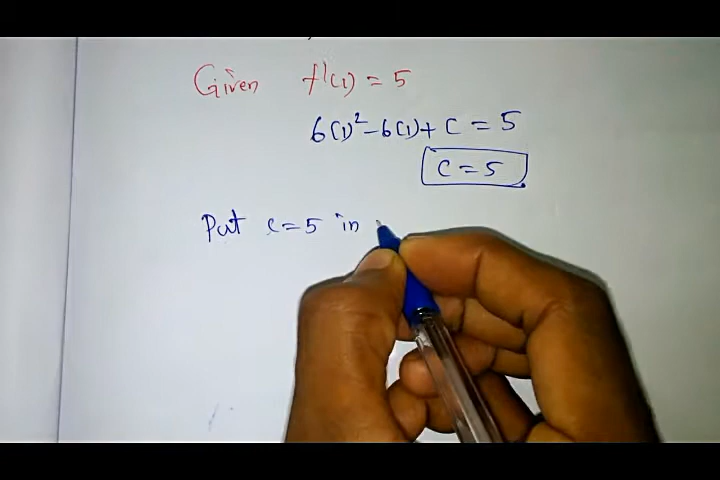 Given f'(1) = 5
6(1)² - 6(1) + c = 5
c = 5
Put c = 5 in